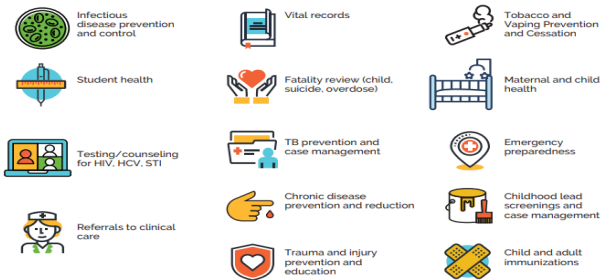 Infectious
disease prevention
and control
Student health
Testing/counseling
for HIV, HCV, STI
Referrals to clinical
care
Vital records
Fatality review (child,
suicide, overdose)
TB prevention and
case management
Chronic disease
prevention and reduction
Trauma and injury
prevention and
education
Tobacco and
Vaping Prevention
and Cessation
Maternal and child
health
Emergency
preparedness
Childhood lead
screenings and
case management
Child and adult
immunizations